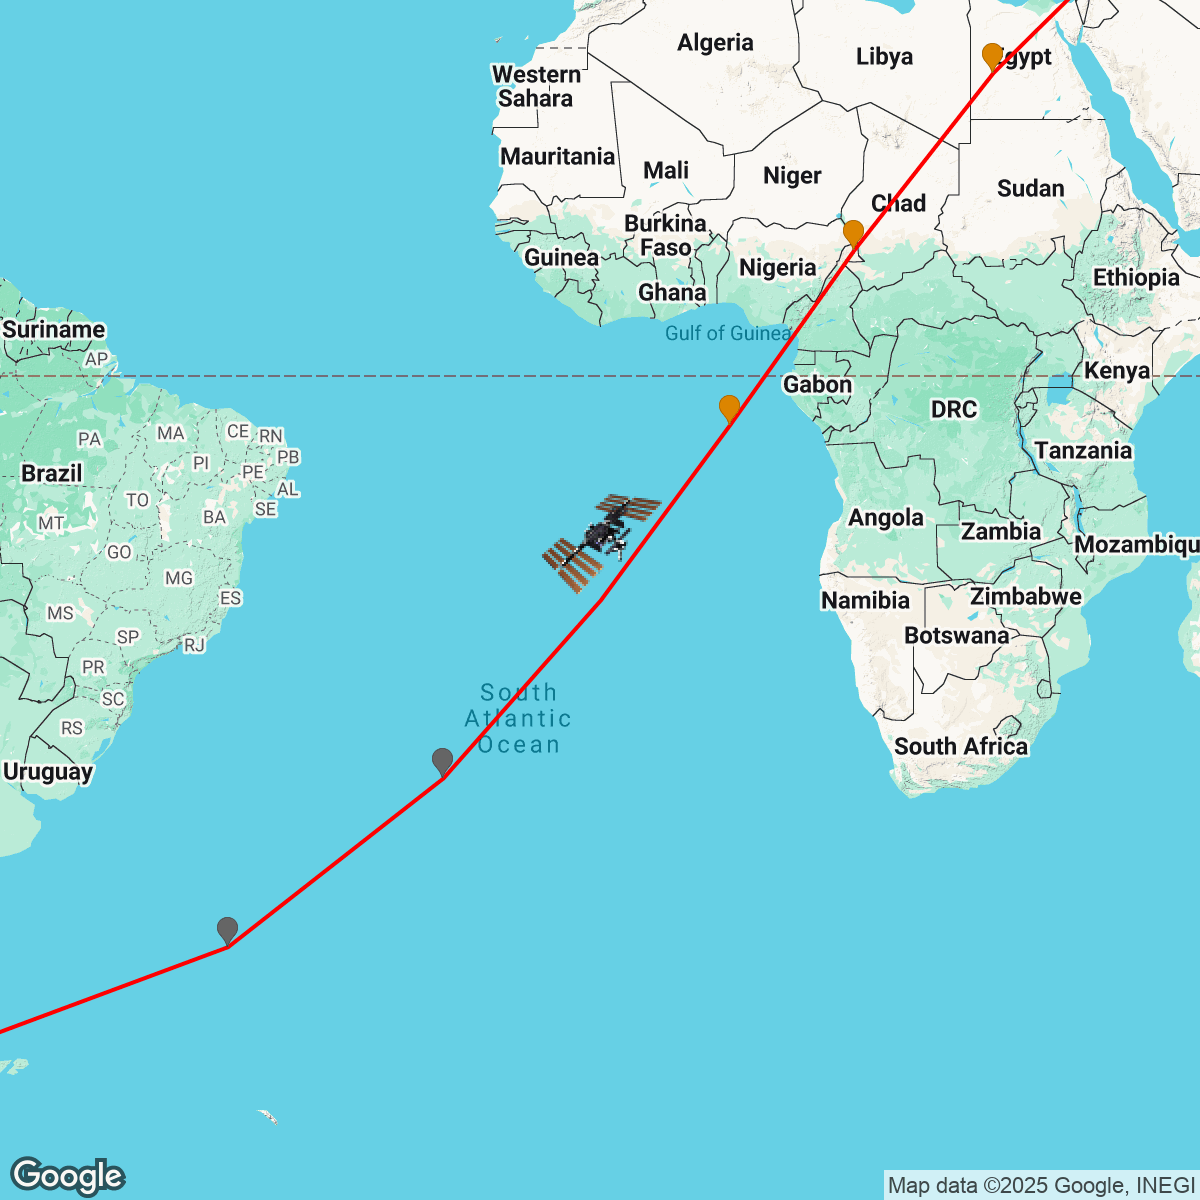 Algeria
Libya
gypt
Western
Sahara
Mauritania
Mali
Niger
Chad
Sudan
Burkina
Faso
Guinea
Nigeria
Ethiopia
Ghana
Suriname
Gulf of Guinea
AP
Gabon
Kenya
DRC
MA
CE
RN
PA
PB
Tanzania
PI
PE
Brazil
TO
AL
SE
MT
BA
Angola
Zambia
GO
Mozambiqu
MG
ES
Zimbabwe
MS
Namibia
SP
RJ
Botswana
PR
SC
South
Atlantic
Ocean
RS
South Africa
Uruguay
Google
Map data ©2025 Google, INEGI